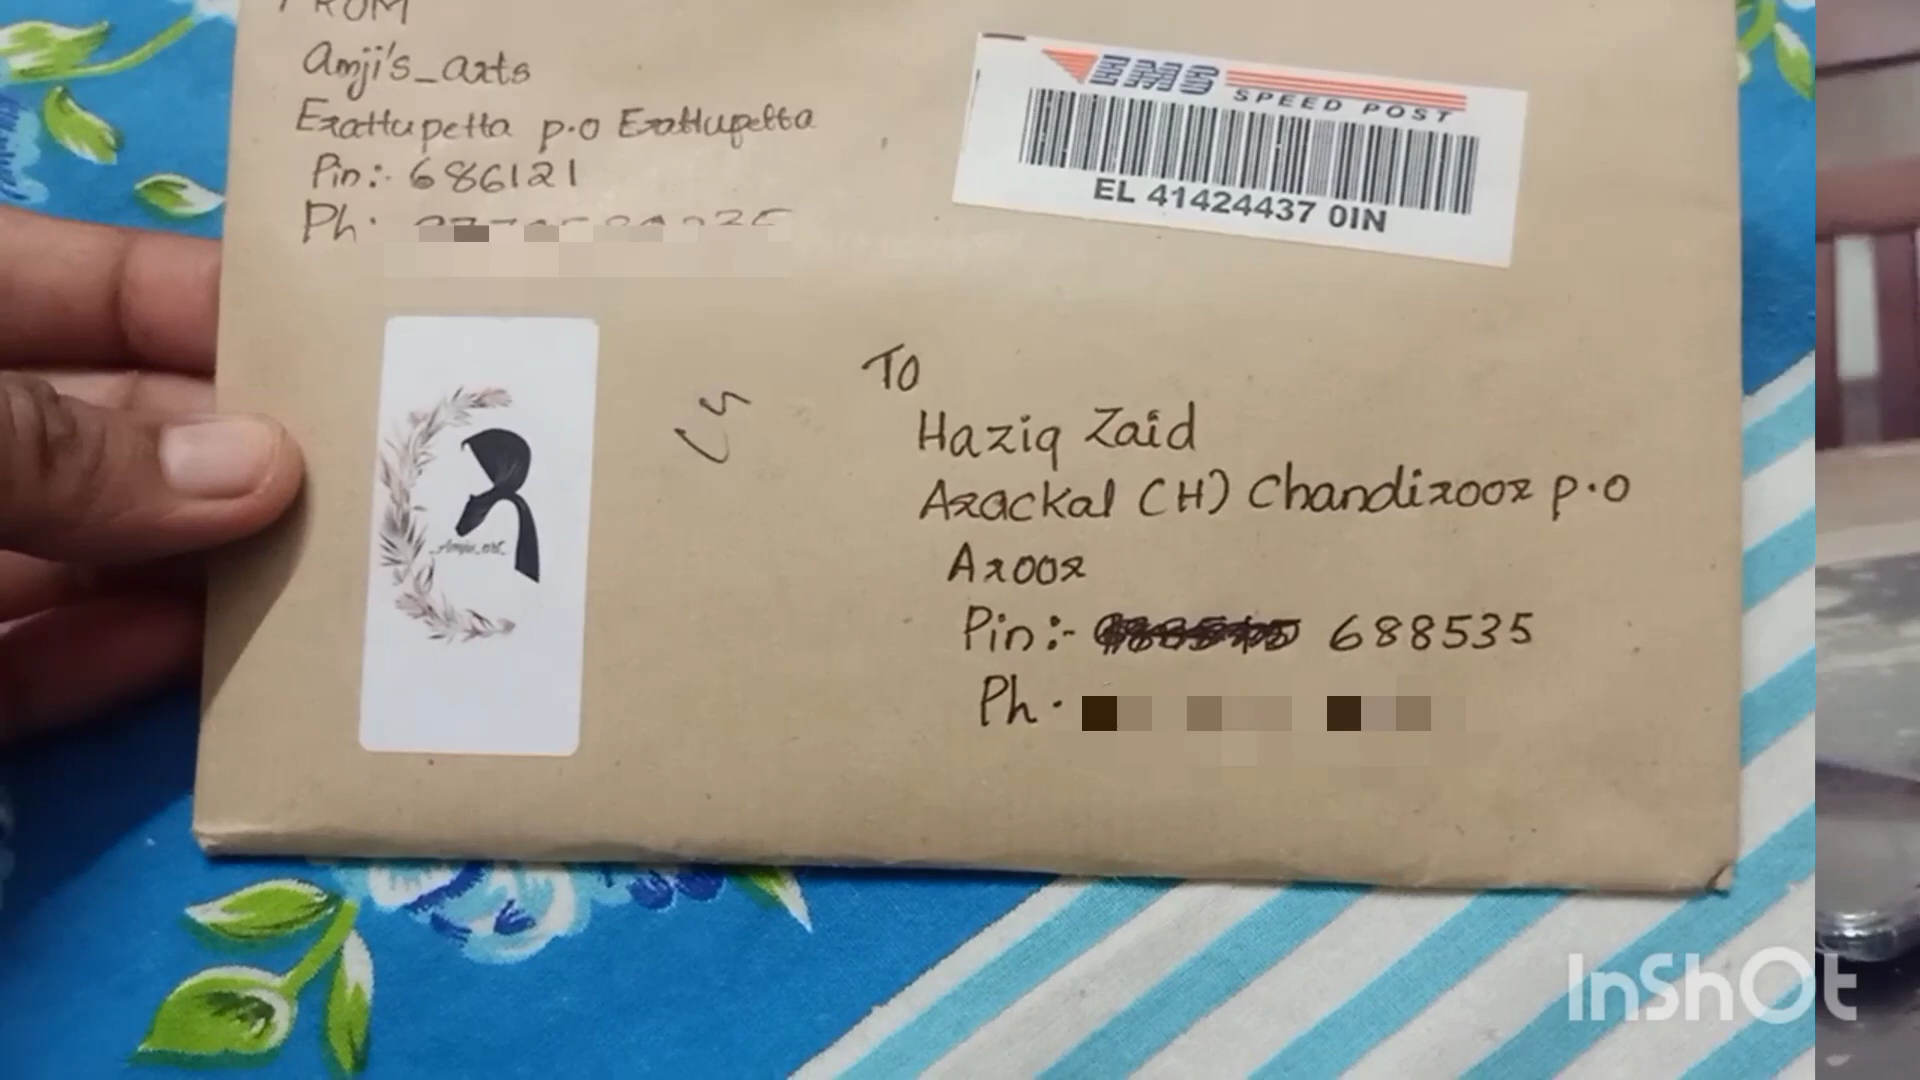 FROM
Amji's_arts
Erattupetta p.o Erattupetta
Pin:- 686121
Ph.
EMS
SPEED POST
EL 41424437 0IN
TO
Haziq Zaid
Arackal (H) Chandiroor p.o
Aroor
Pin:- 688535
Ph.
InShOt